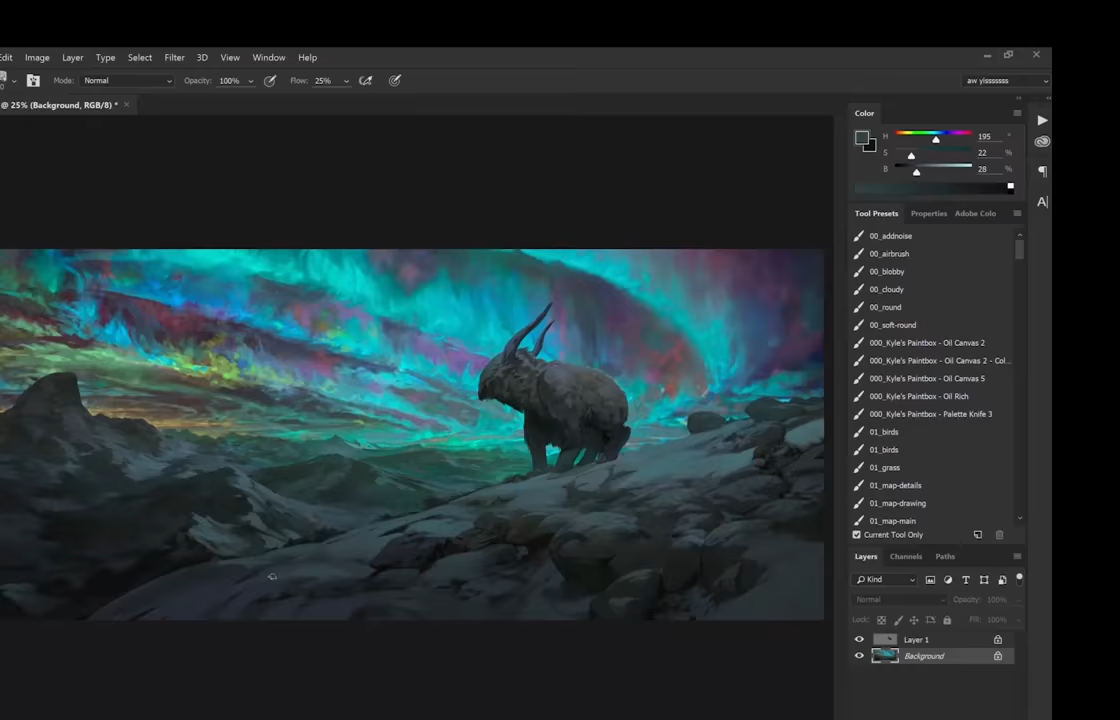 Edit Image Layer Type Select Filter 3D View Window Help
Mode: Normal Opacity: 100% Flow: 25% aw yisssssss
@ 25% (Background, RGB/8) *
Color
H 195 °
S 22 %
B 28 %
Tool Presets Properties Adobe Colo
00_addnoise
00_airbrush
00_blobby
00_cloudy
00_round
00_soft-round
000_Kyle's Paintbox - Oil Canvas 2
000_Kyle's Paintbox - Oil Canvas 2 - Col...
000_Kyle's Paintbox - Oil Canvas 5
000_Kyle's Paintbox - Oil Rich
000_Kyle's Paintbox - Palette Knife 3
01_birds
01_birds
01_grass
01_map-details
01_map-drawing
01_map-main
Current Tool Only
Layers Channels Paths
Kind
Normal Opacity: 100%
Lock: Fill: 100%
Layer 1
Background